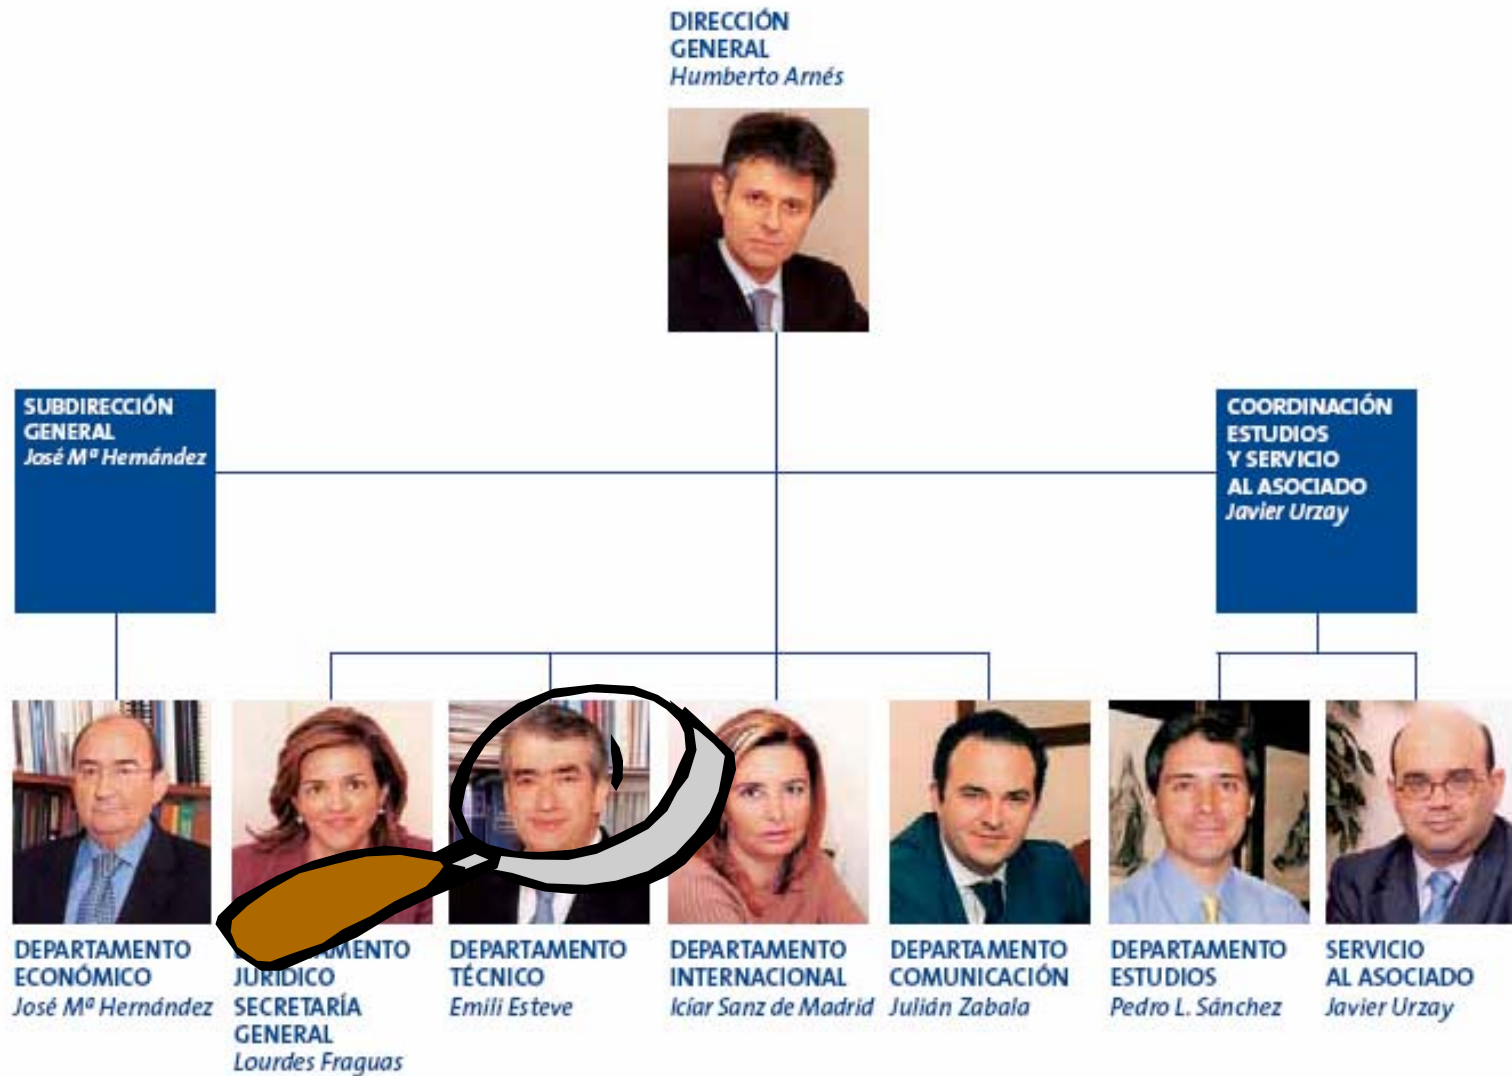 DIRECCIÓN
GENERAL
Humberto Arnés
SUBDIRECCIÓN
GENERAL
José Mª Hernández
COORDINACIÓN
ESTUDIOS
Y SERVICIO
AL ASOCIADO
Javier Urzay
DEPARTAMENTO
ECONÓMICO
José Mª Hernández
AMENTO
JURÍDICO
SECRETARÍA
GENERAL
Lourdes Fraguas
DEPARTAMENTO
TÉCNICO
Emili Esteve
DEPARTAMENTO
INTERNACIONAL
Icíar Sanz de Madrid
DEPARTAMENTO
COMUNICACIÓN
Julián Zabala
DEPARTAMENTO
ESTUDIOS
Pedro L. Sánchez
SERVICIO
AL ASOCIADO
Javier Urzay